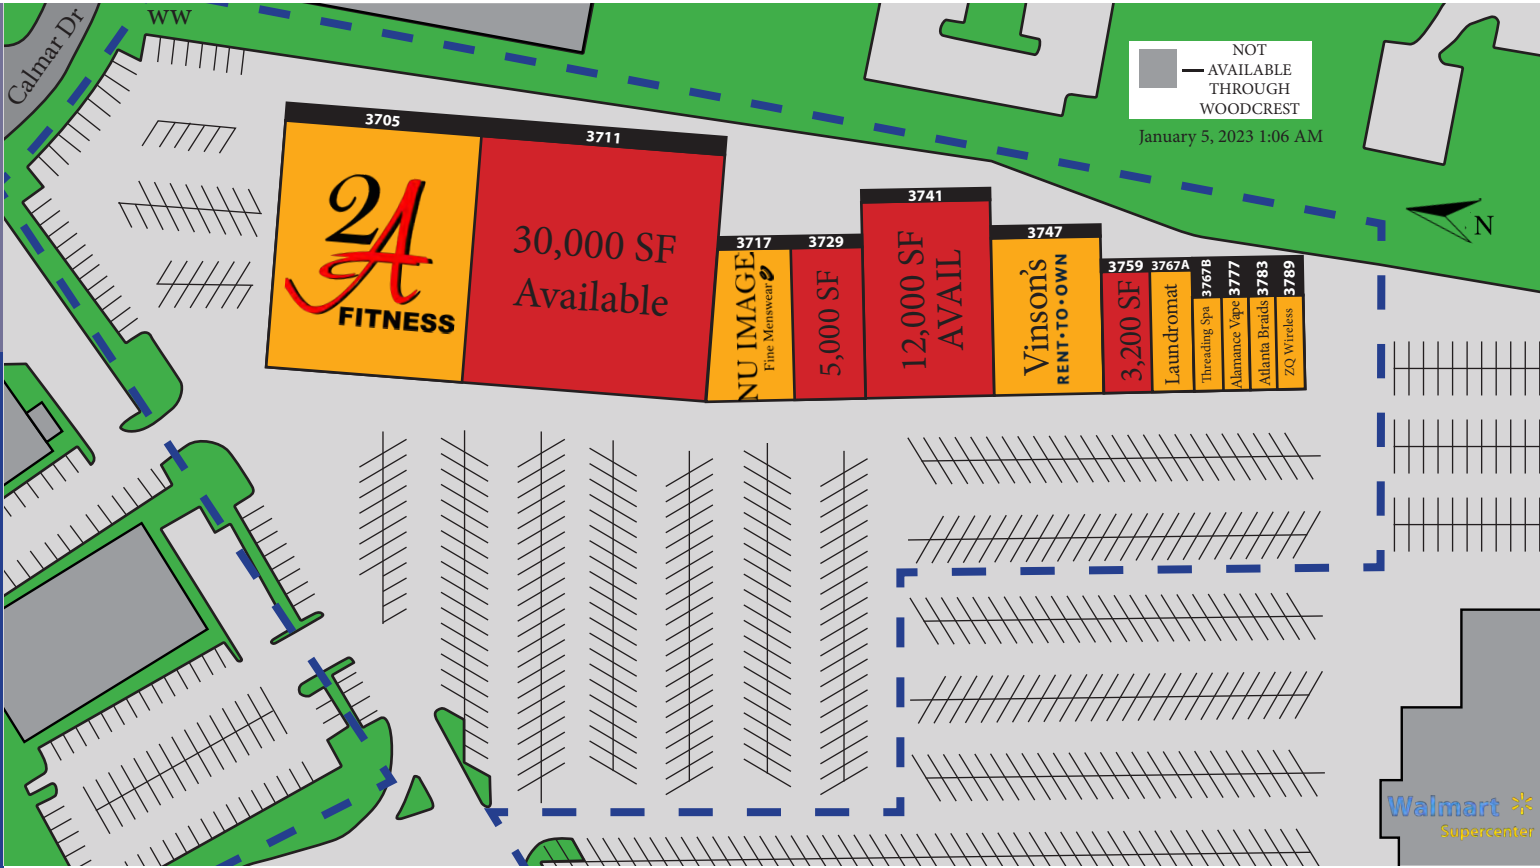 WW
Calmar Dr
NOT
AVAILABLE
THROUGH
WOODCREST
January 5, 2023 1:06 AM
N
3705
2A
FITNESS
3711
30,000 SF
Available
3717
NU IMAGE
Fine Menswear
3729
5,000 SF
3741
12,000 SF
AVAIL
3747
Vinson's
RENT·TO·OWN
3759
3,200 SF
3767A
Laundromat
3767B
Threading Spa
3777
Alamance Vape
3783
Atlanta Braids
3789
ZQ Wireless
Walmart
Supercenter